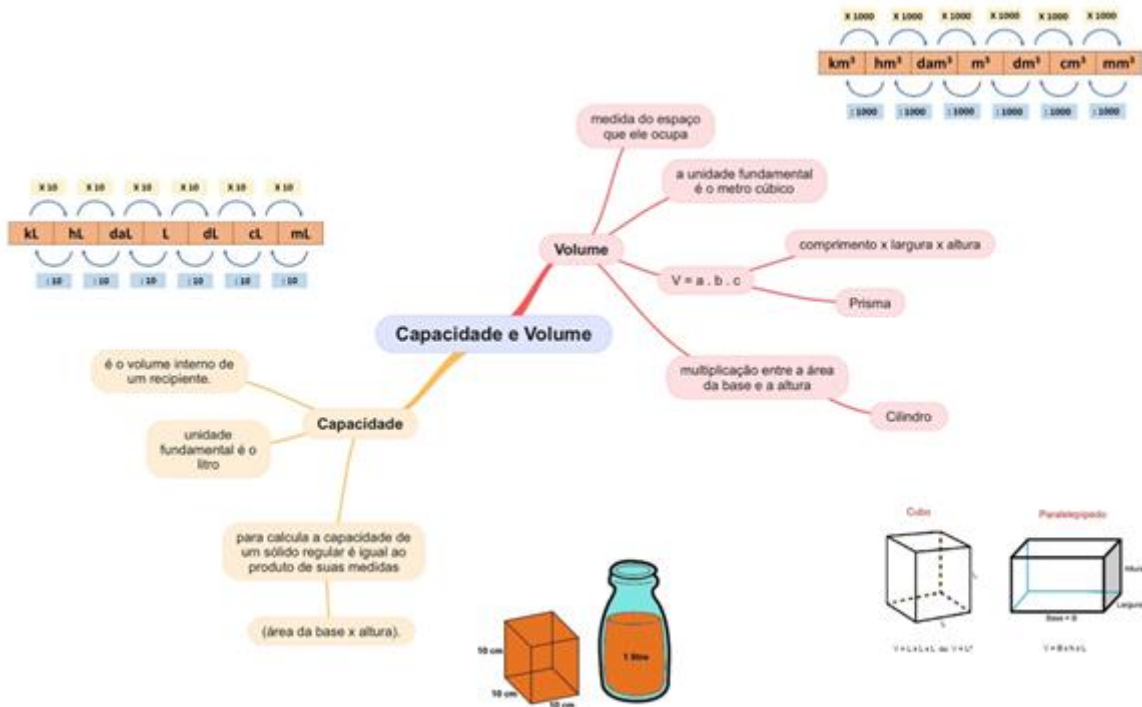 X 1000 X 1000 X 1000 X 1000 X 1000 X 1000
km³ hm³ dam³ m³ dm³ cm³ mm³
: 1000 : 1000 : 1000 : 1000 : 1000 : 1000
X 10 X 10 X 10 X 10 X 10 X 10
kL hL daL L dL cL mL
: 10 : 10 : 10 : 10 : 10 : 10
Capacidade e Volume
Volume
medida do espaço
que ele ocupa
a unidade fundamental
é o metro cúbico
V = a . b . c
comprimento x largura x altura
Prisma
multiplicação entre a área
da base e a altura
Cilindro
Capacidade
é o volume interno de
um recipiente.
unidade
fundamental é o
litro
para calcula a capacidade de
um sólido regular é igual ao
produto de suas medidas
(área da base x altura).
10 cm
10 cm
10 cm
1 litro
Cubo
L
L
V = L x L x L ou V = L³
Paralelepípedo
Altura
Largura
Base = B
V = B x h x L